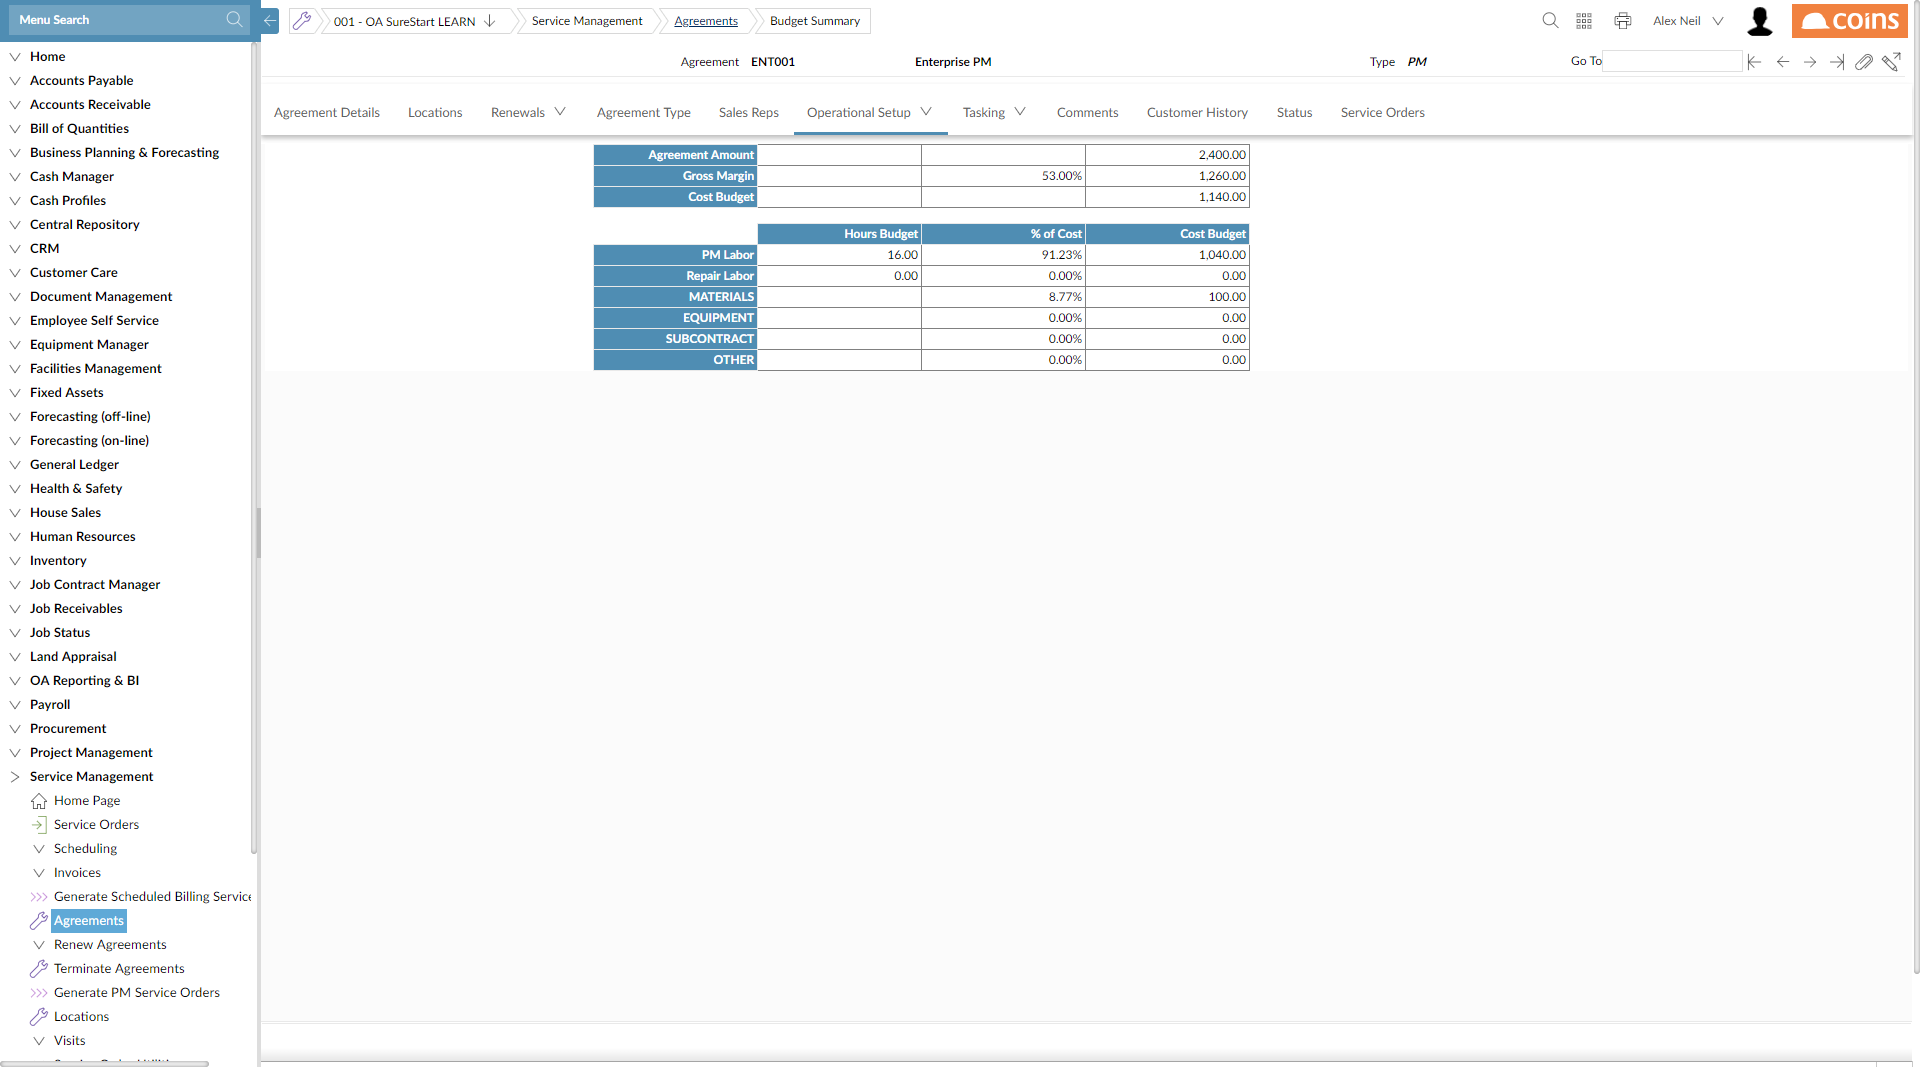 Menu Search
001 - OA SureStart LEARN
Service Management
Agreements
Budget Summary
Alex Neil
coins
Agreement ENT001
Enterprise PM
Type PM
Go To
Agreement Details
Locations
Renewals
Agreement Type
Sales Reps
Operational Setup
Tasking
Comments
Customer History
Status
Service Orders
Agreement Amount 2,400.00
Gross Margin 53.00% 1,260.00
Cost Budget 1,140.00
Hours Budget % of Cost Cost Budget
PM Labor 16.00 91.23% 1,040.00
Repair Labor 0.00 0.00% 0.00
MATERIALS 8.77% 100.00
EQUIPMENT 0.00% 0.00
SUBCONTRACT 0.00% 0.00
OTHER 0.00% 0.00
Home
Accounts Payable
Accounts Receivable
Bill of Quantities
Business Planning & Forecasting
Cash Manager
Cash Profiles
Central Repository
CRM
Customer Care
Document Management
Employee Self Service
Equipment Manager
Facilities Management
Fixed Assets
Forecasting (off-line)
Forecasting (on-line)
General Ledger
Health & Safety
House Sales
Human Resources
Inventory
Job Contract Manager
Job Receivables
Job Status
Land Appraisal
OA Reporting & BI
Payroll
Procurement
Project Management
Service Management
Home Page
Service Orders
Scheduling
Invoices
Generate Scheduled Billing Service
Agreements
Renew Agreements
Terminate Agreements
Generate PM Service Orders
Locations
Visits